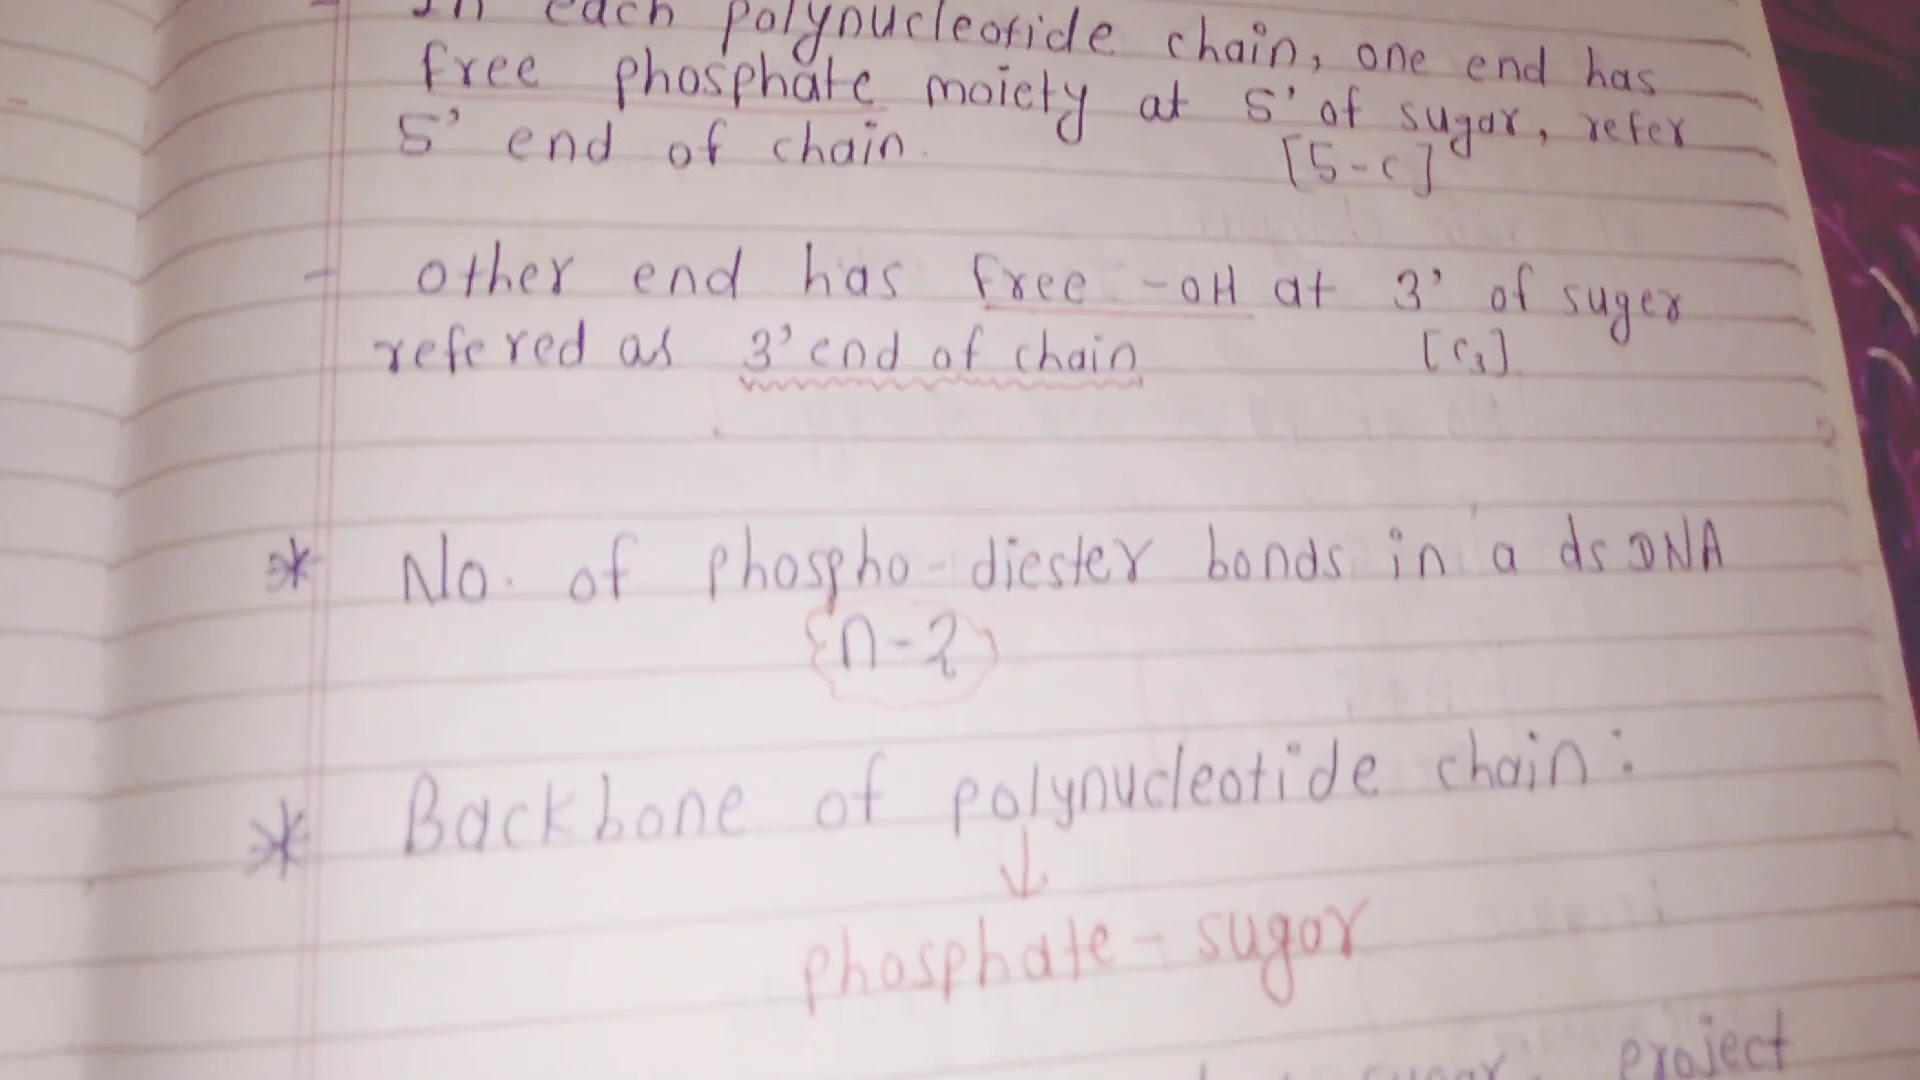 - In each polynucleotide chain, one end has
free phosphate moiety at 5' of sugar, refer
5' end of chain. [5-c]
- other end has free -OH at 3' of suger
refered as 3' end of chain [C3]
* No. of phospho-diester bonds in a ds DNA
{n-2}
* Backbone of polynucleotide chain:
↓
phosphate - sugar
sugar project